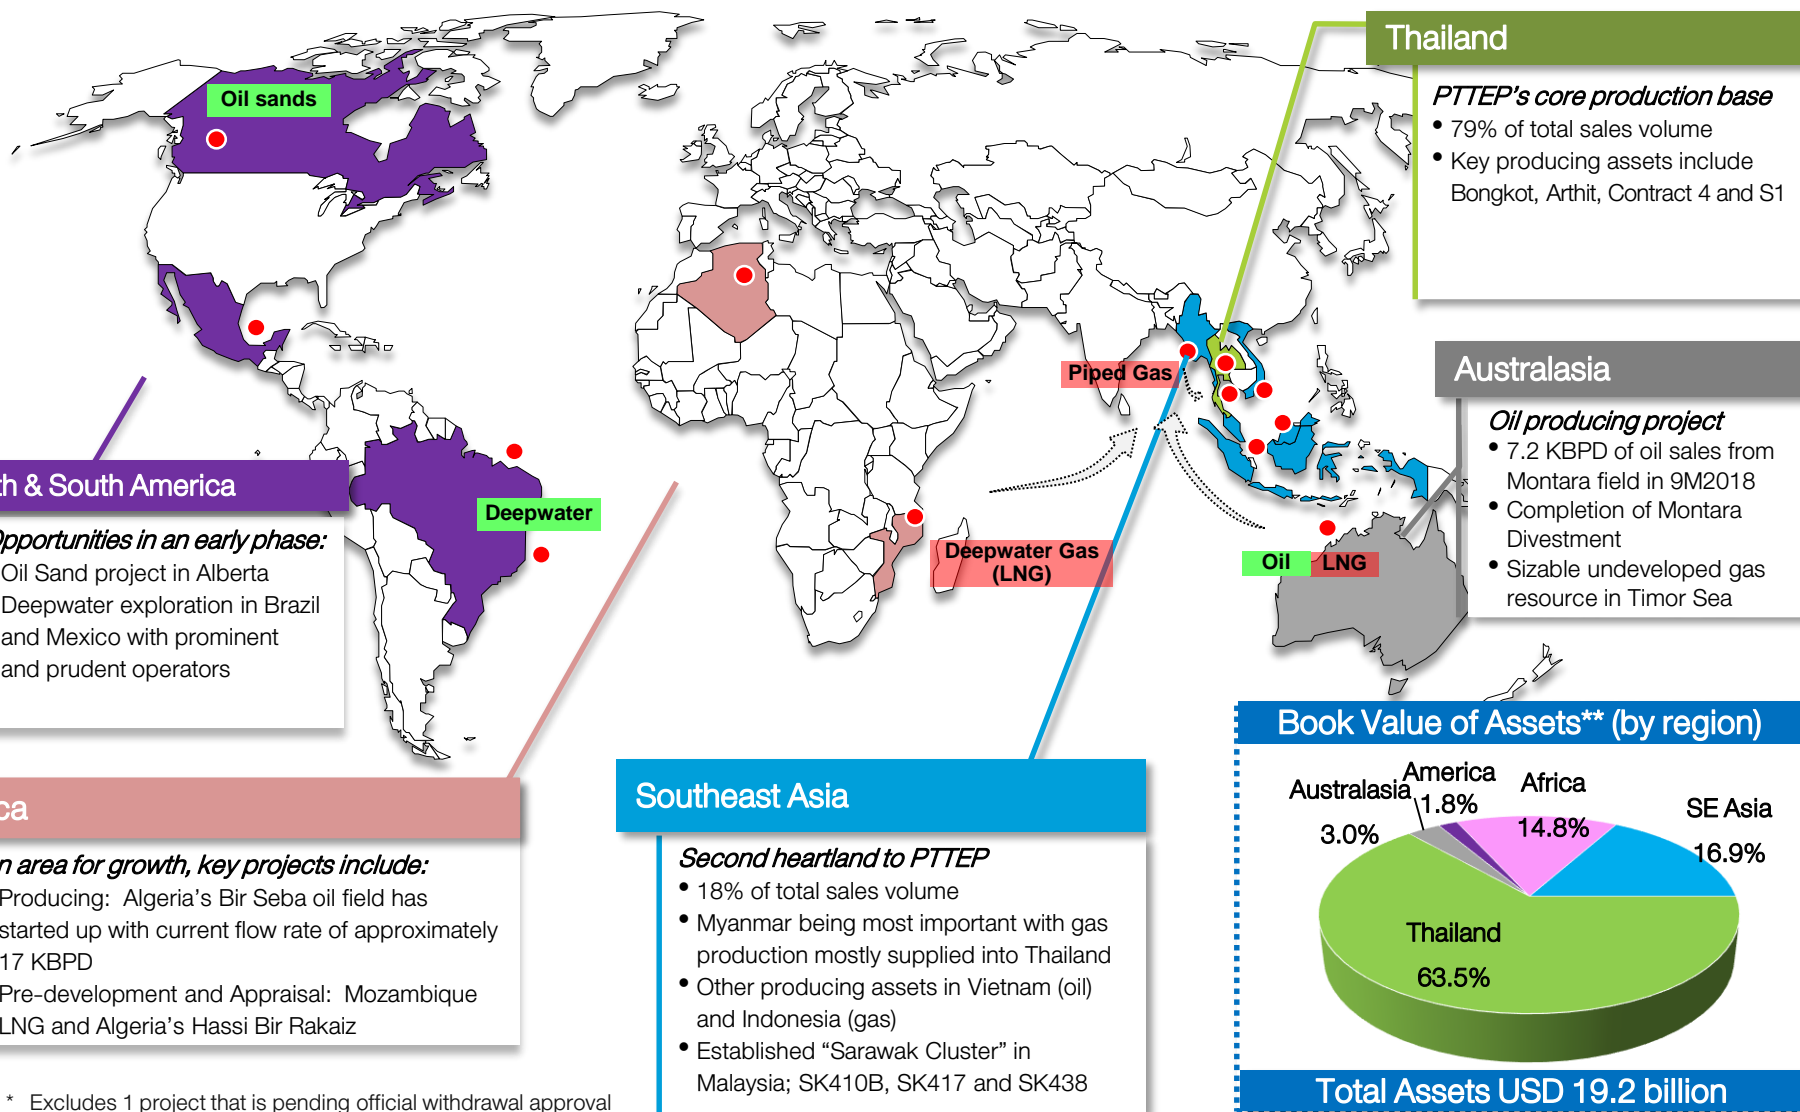 Thailand
PTTEP's core production base
• 79% of total sales volume
• Key producing assets include
Bongkot, Arthit, Contract 4 and S1
Oil sands
Piped Gas
Australasia
Oil producing project
• 7.2 KBPD of oil sales from
Montara field in 9M2018
• Completion of Montara
Divestment
• Sizable undeveloped gas
resource in Timor Sea
th & South America
Opportunities in an early phase:
Oil Sand project in Alberta
Deepwater exploration in Brazil
and Mexico with prominent
and prudent operators
Deepwater
Deepwater Gas
(LNG)
Oil LNG
ca
n area for growth, key projects include:
Producing: Algeria's Bir Seba oil field has
started up with current flow rate of approximately
17 KBPD
Pre-development and Appraisal: Mozambique
LNG and Algeria's Hassi Bir Rakaiz
Southeast Asia
Second heartland to PTTEP
• 18% of total sales volume
• Myanmar being most important with gas
production mostly supplied into Thailand
• Other producing assets in Vietnam (oil)
and Indonesia (gas)
• Established “Sarawak Cluster” in
Malaysia; SK410B, SK417 and SK438
Book Value of Assets** (by region)
Australasia
3.0%
America
1.8%
Africa
14.8%
SE Asia
16.9%
Thailand
63.5%
Total Assets USD 19.2 billion
* Excludes 1 project that is pending official withdrawal approval